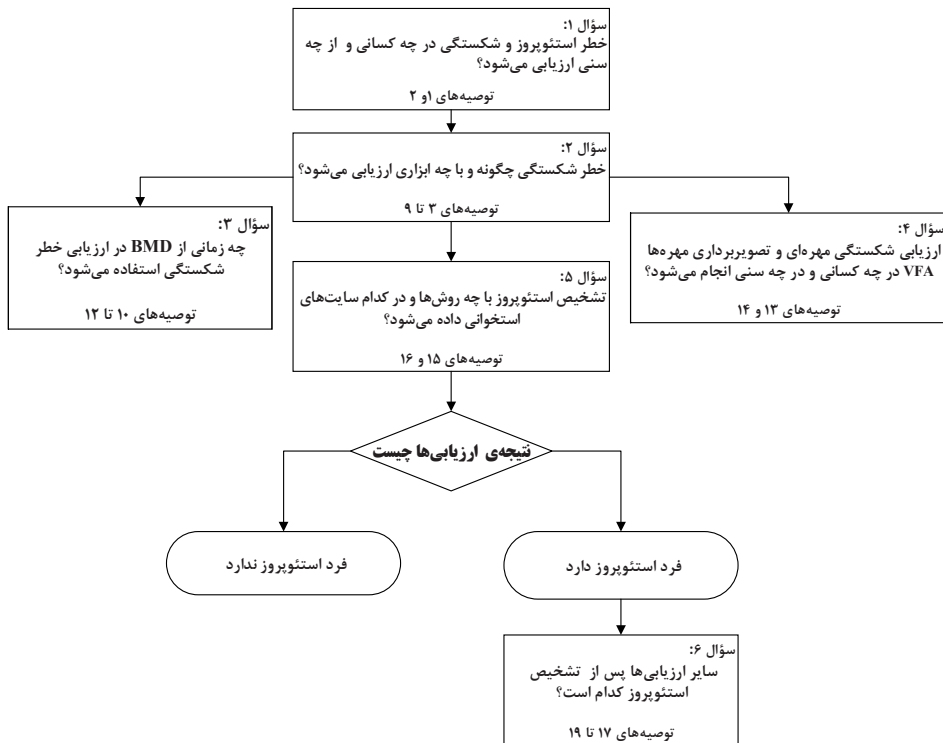 سؤال ۱:
خطر استئوپروز و شکستگی در چه کسانی و از چه
سنی ارزیابی می‌شود؟
توصیه‌های ۱و ۲
سؤال ۲:
خطر شکستگی چگونه و با چه ابزاری ارزیابی می‌شود؟
توصیه‌های ۳ تا ۹
سؤال ۳:
چه زمانی از BMD در ارزیابی خطر
شکستگی استفاده می‌شود؟
توصیه‌های ۱۰ تا ۱۲
سؤال ۴:
ارزیابی شکستگی مهره‌ای و تصویربرداری مهره‌ها
VFA در چه کسانی و در چه سنی انجام می‌شود؟
توصیه‌های ۱۳ و ۱۴
سؤال ۵:
تشخیص استئوپروز با چه روش‌ها و در کدام سایت‌های
استخوانی داده می‌شود؟
توصیه‌های ۱۵ و ۱۶
نتیجه‌ی ارزیابی‌ها چیست
فرد استئوپروز دارد
فرد استئوپروز ندارد
سؤال ۶:
سایر ارزیابی‌ها پس از تشخیص
استئوپروز کدام است؟
توصیه‌های ۱۷ تا ۱۹